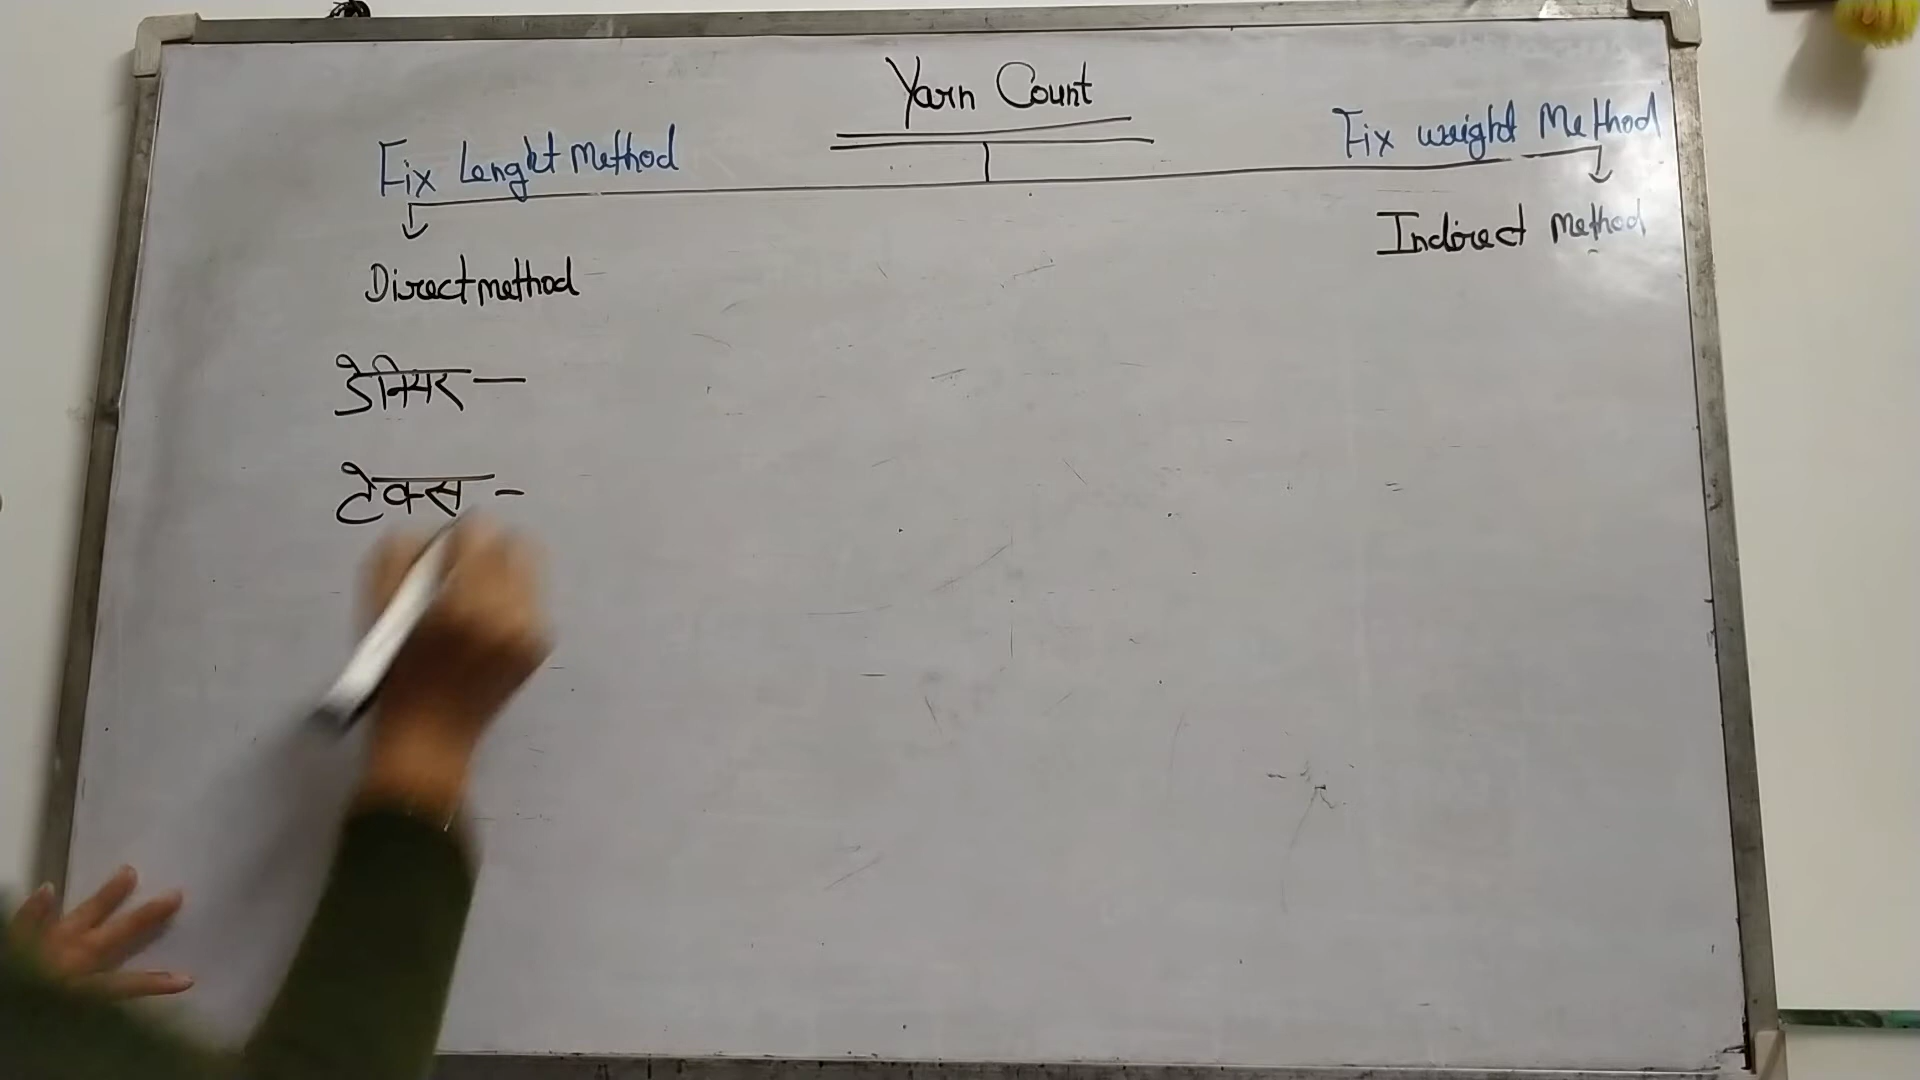 Yarn Count
Fix Lenght Method
Fix weight Method
Direct method
Indirect Method
डेनियर —
टेक्स -